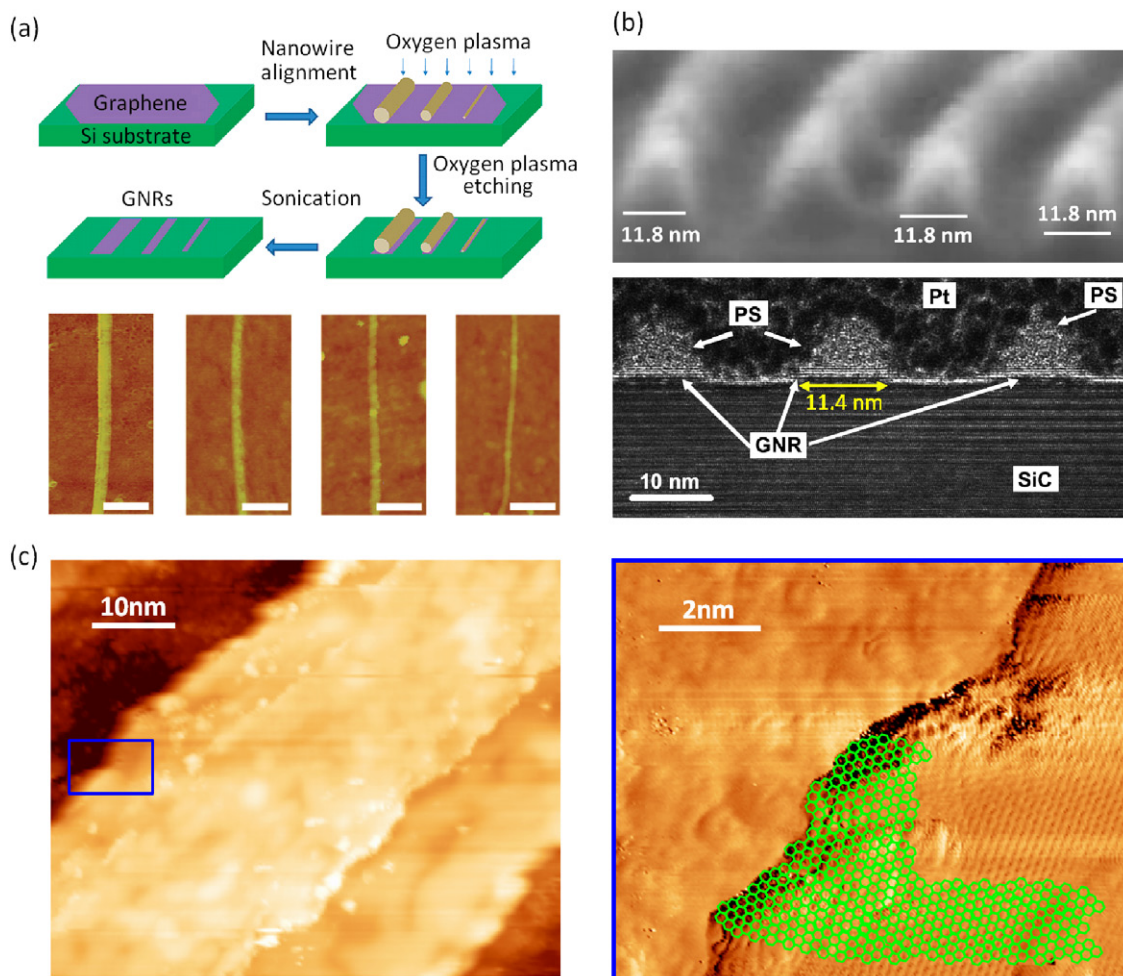 (a)
Nanowire
alignment
Oxygen plasma
Graphene
Si substrate
Oxygen plasma
etching
GNRs
Sonication
(b)
11.8 nm
11.8 nm
11.8 nm
Pt
PS
PS
11.4 nm
GNR
10 nm
SiC
(c)
10nm
2nm